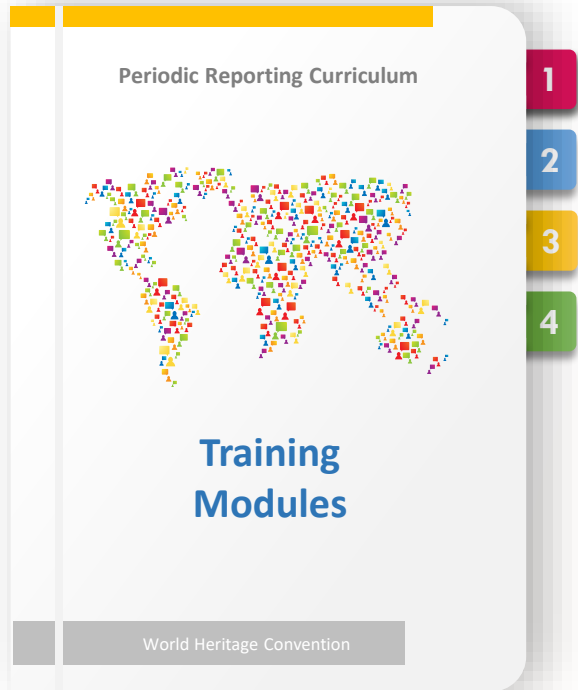 Periodic Reporting Curriculum
1
2
3
4
Training
Modules
World Heritage Convention